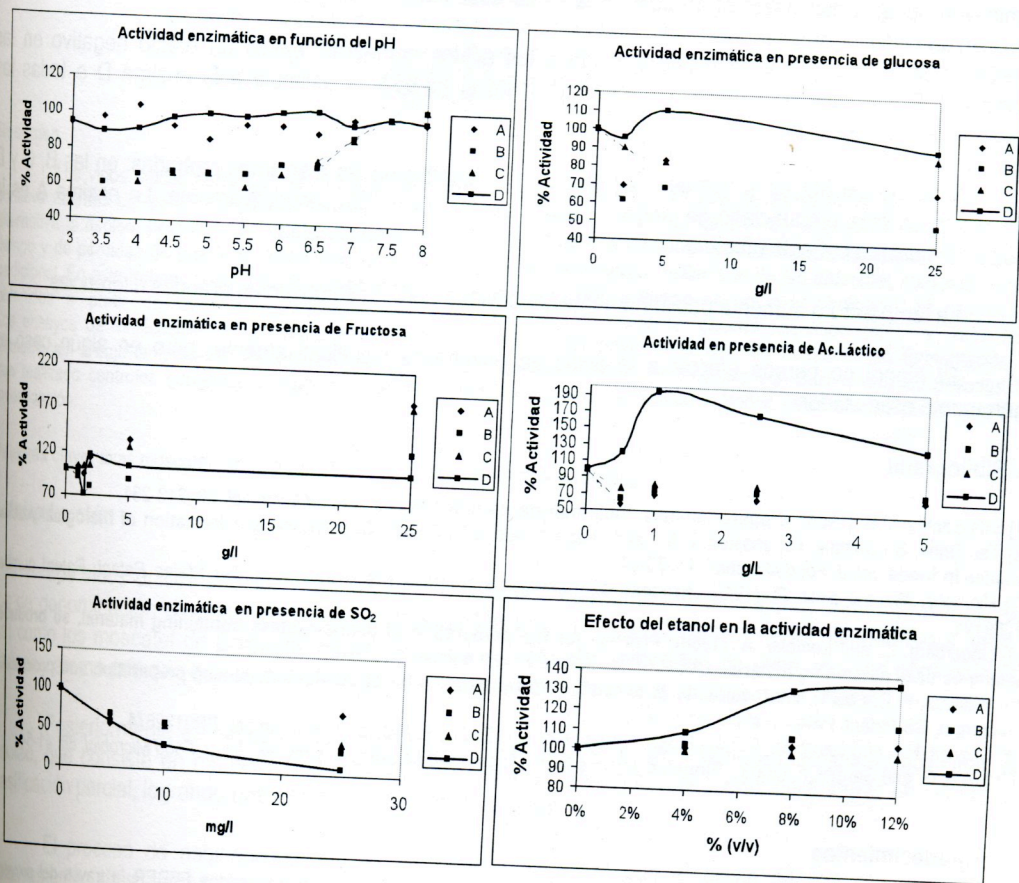 Actividad enzimática en función del pH
% Actividad
120
100
80
60
40
3.5 4 4.5 5 5.5 6 6.5 7 7.5 8
pH
A
B
C
D
Actividad enzimática en presencia de glucosa
% Actividad
120
110
100
90
80
70
60
50
40
0 5 10 15 20 25
g/l
A
B
C
D
Actividad enzimática en presencia de Fructosa
% Actividad
220
170
120
70
0 5 10 15 20 25
g/l
A
B
C
D
Actividad en presencia de Ac.Láctico
% Actividad
190
170
150
130
110
90
70
50
0 1 2 3 4 5
g/L
A
B
C
D
Actividad enzimática en presencia de SO₂
% Actividad
150
100
50
0
0 10 20 30
mg/l
A
B
C
D
Efecto del etanol en la actividad enzimática
% Actividad
140
130
120
110
100
90
80
0% 2% 4% 6% 8% 10% 12%
% (v/v)
A
B
C
D